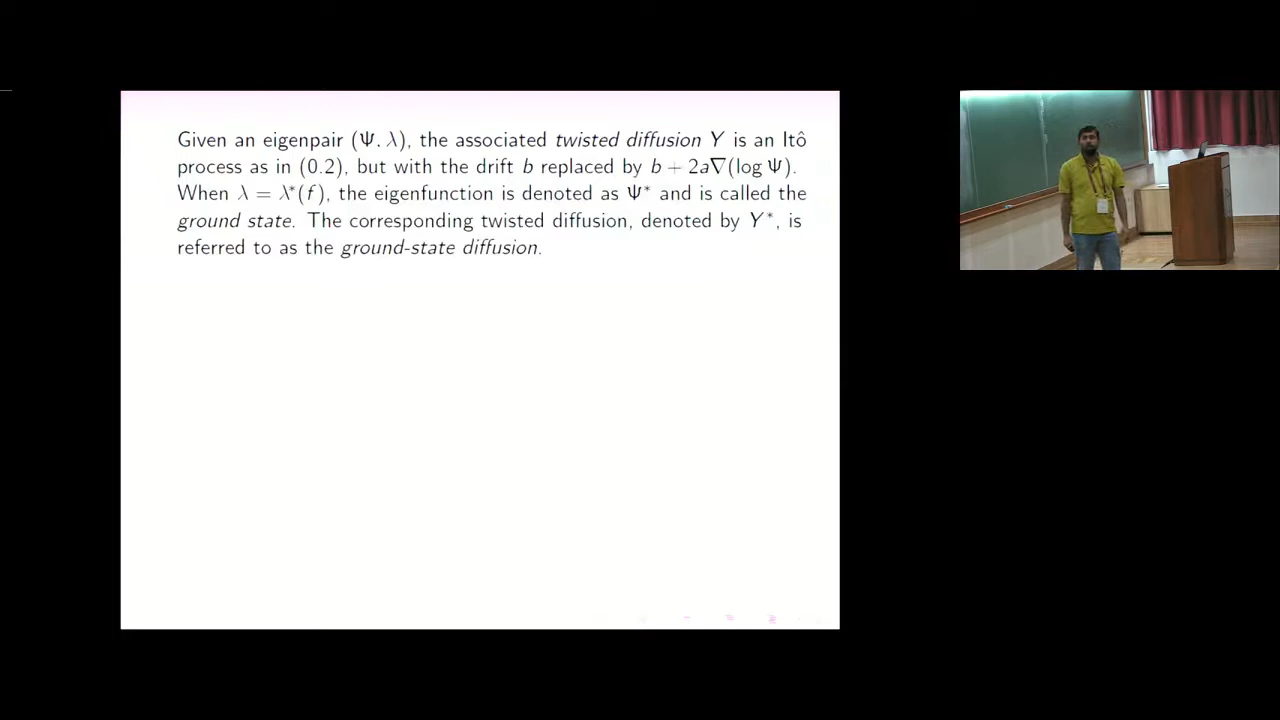 Given an eigenpair (Ψ, λ), the associated twisted diffusion Y is an Itô
process as in (0.2), but with the drift b replaced by b + 2a∇(log Ψ).
When λ = λ*(f), the eigenfunction is denoted as Ψ* and is called the
ground state. The corresponding twisted diffusion, denoted by Y*, is
referred to as the ground-state diffusion.